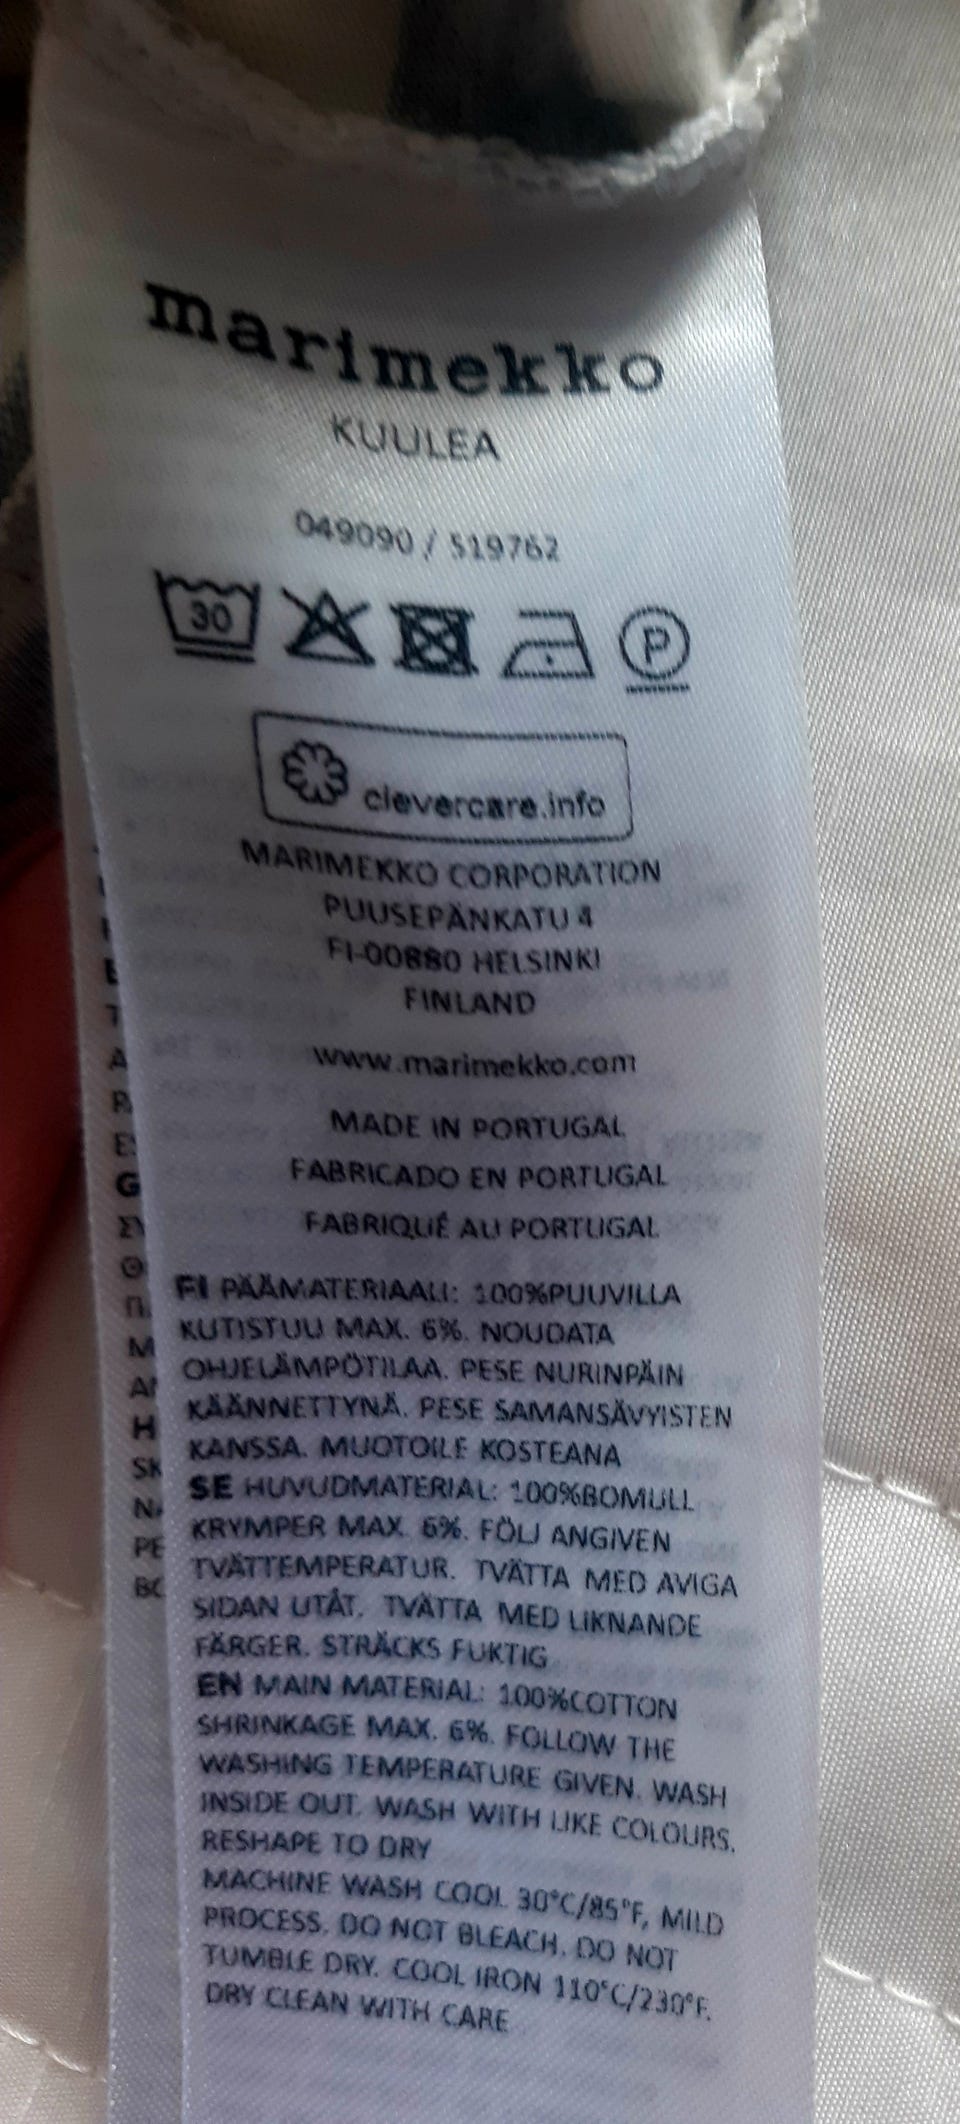 marimekko
KUULEA
049090 / 519762
30
P
clevercare.info
MARIMEKKO CORPORATION
PUUSEPÄNKATU 4
FI-00880 HELSINKI
FINLAND
www.marimekko.com
MADE IN PORTUGAL
FABRICADO EN PORTUGAL
FABRIQUÉ AU PORTUGAL
FI PÄÄMATERIAALI: 100%PUUVILLA
KUTISTUU MAX. 6%. NOUDATA
OHJELÄMPÖTILAA. PESE NURINPÄIN
KÄÄNNETTYNÄ. PESE SAMANSÄVYISTEN
KANSSA. MUOTOILE KOSTEANA
SE HUVUDMATERIAL: 100%BOMULL
KRYMPER MAX. 6%. FÖLJ ANGIVEN
TVÄTTEMPERATUR. TVÄTTA MED AVIGA
SIDAN UTÅT. TVÄTTA MED LIKNANDE
FÄRGER. STRÄCKS FUKTIG
EN MAIN MATERIAL: 100%COTTON
SHRINKAGE MAX. 6%. FOLLOW THE
WASHING TEMPERATURE GIVEN. WASH
INSIDE OUT. WASH WITH LIKE COLOURS.
RESHAPE TO DRY
MACHINE WASH COOL 30°C/85°F, MILD
PROCESS. DO NOT BLEACH. DO NOT
TUMBLE DRY. COOL IRON 110°C/230°F.
DRY CLEAN WITH CARE